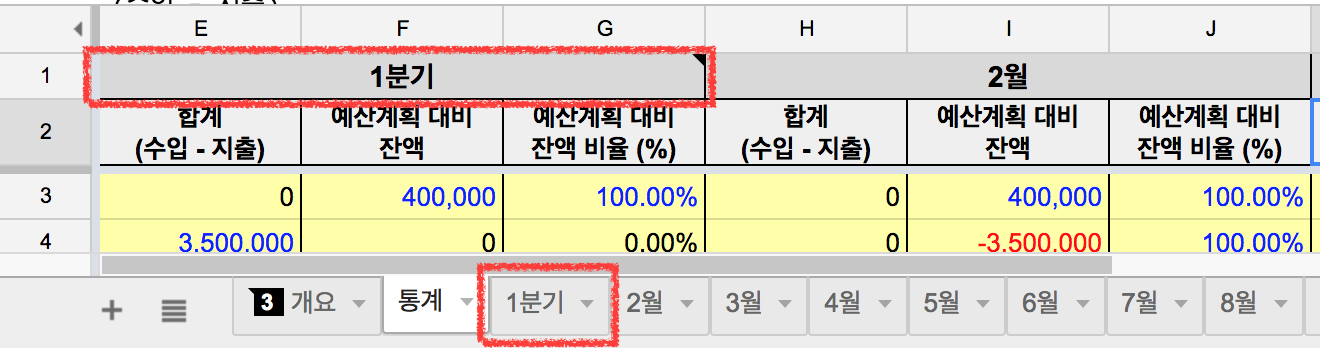 E F G H I J
1 1분기 2월
2 합계 (수입 - 지출) 예산계획 대비 잔액 예산계획 대비 잔액 비율 (%) 합계 (수입 - 지출) 예산계획 대비 잔액 예산계획 대비 잔액 비율 (%)
3 0 400,000 100.00% 0 400,000 100.00%
4 3.500.000 0 0.00% 0 -3.500.000 100.00%
+ 3 개요 통계 1분기 2월 3월 4월 5월 6월 7월 8월